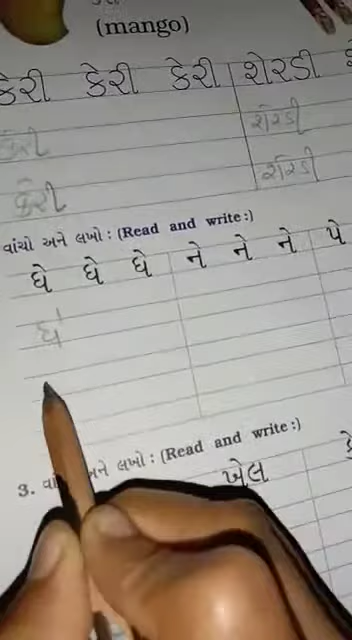 (mango)
કેરી કેરી કેરી શેરડી
કેરી શેરડી
કેરી શેરડી
વાંચો અને લખો : (Read and write :)
ઘે ઘે ઘે ને ને ને પે
ઘે
3. અને લખો : (Read and write :)
ખેલ